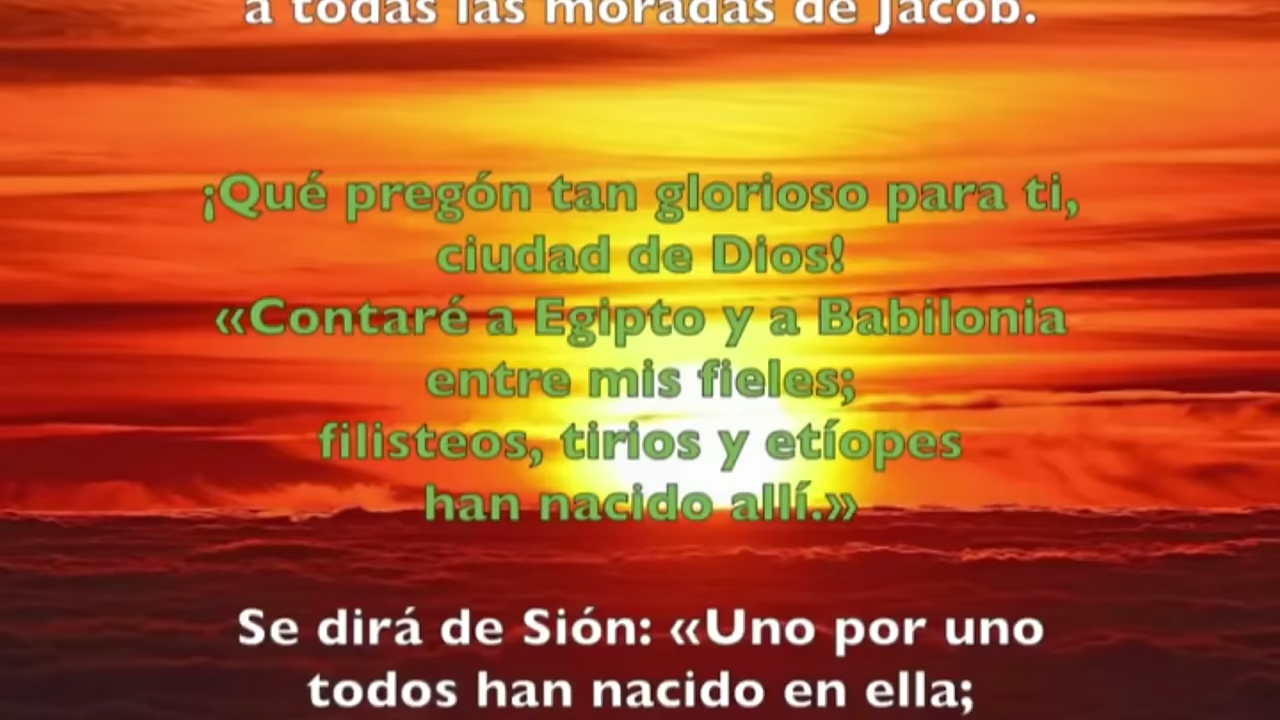 a todas las moradas de Jacob.
¡Qué pregón tan glorioso para ti,
ciudad de Dios!
«Contaré a Egipto y a Babilonia
entre mis fieles;
filisteos, tirios y etíopes
han nacido allí.»
Se dirá de Sión: «Uno por uno
todos han nacido en ella;